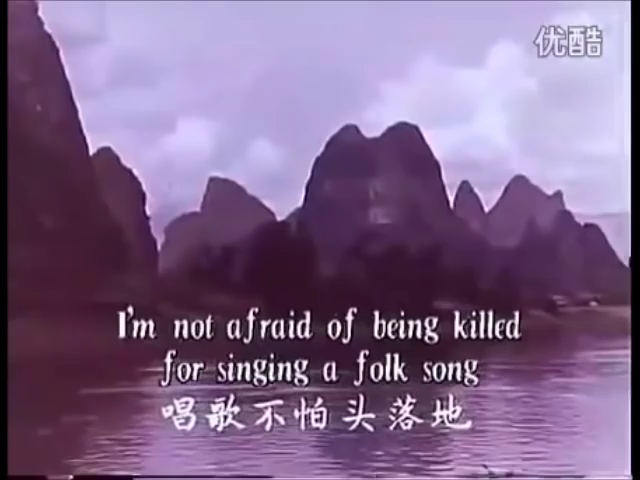 优酷
I'm not afraid of being killed
for singing a folk song
唱歌不怕头落地